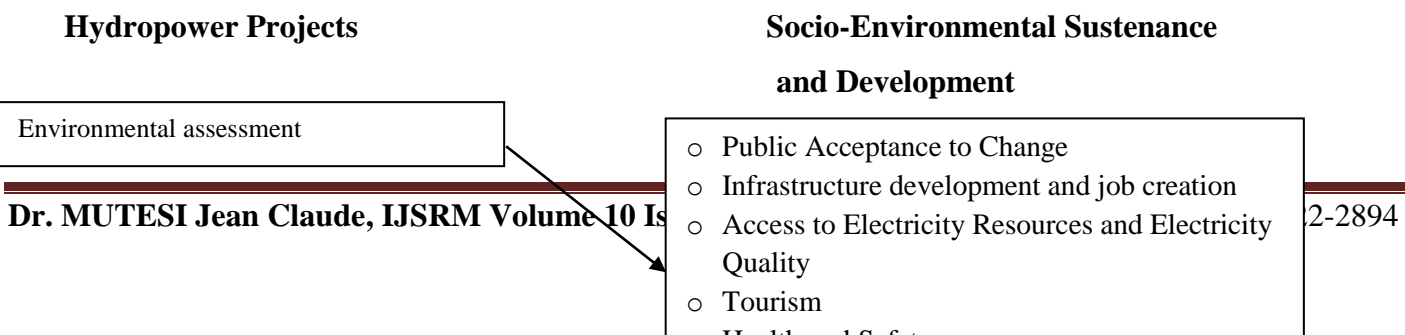 Hydropower Projects
Socio-Environmental Sustenance
and Development
Environmental assessment
o Public Acceptance to Change
o Infrastructure development and job creation
o Access to Electricity Resources and Electricity
Quality
o Tourism
Dr. MUTESI Jean Claude, IJSRM Volume 10 Is
2-2894